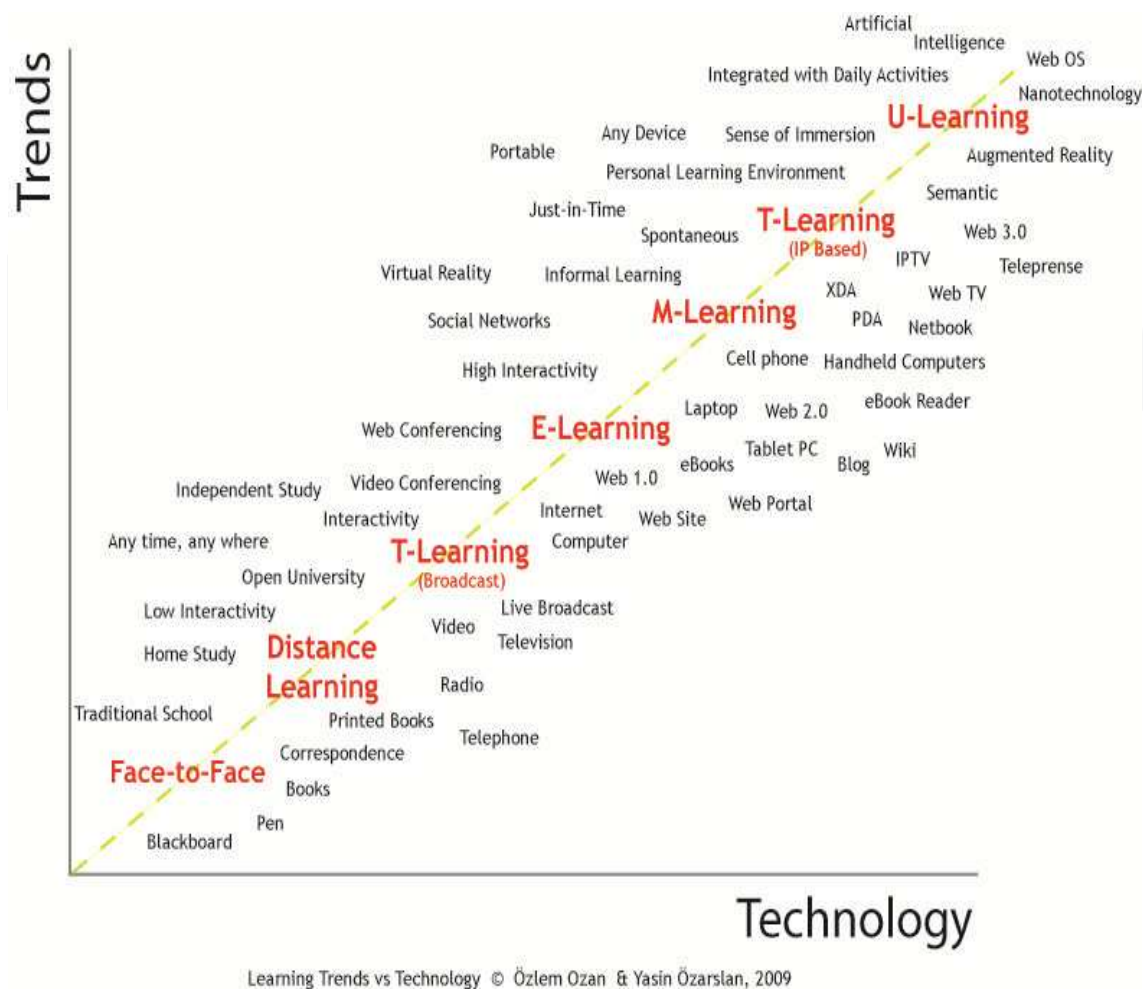 Trends
Artificial
Intelligence
Web OS
Integrated with Daily Activities
Nanotechnology
U-Learning
Any Device
Sense of Immersion
Portable
Augmented Reality
Personal Learning Environment
Semantic
Just-in-Time
T-Learning
(IP Based)
Spontaneous
Web 3.0
IPTV
Teleprense
Virtual Reality
Informal Learning
XDA
Web TV
M-Learning
PDA
Netbook
Social Networks
Cell phone
Handheld Computers
High Interactivity
eBook Reader
Laptop
Web 2.0
E-Learning
Web Conferencing
Tablet PC
Wiki
eBooks
Blog
Web 1.0
Video Conferencing
Independent Study
Web Portal
Internet
Web Site
Interactivity
Computer
Any time, any where
T-Learning
(Broadcast)
Open University
Live Broadcast
Low Interactivity
Video
Television
Home Study
Distance
Learning
Radio
Traditional School
Printed Books
Telephone
Correspondence
Face-to-Face
Books
Pen
Blackboard
Technology
Learning Trends vs Technology © Özlem Ozan & Yasin Özarslan, 2009